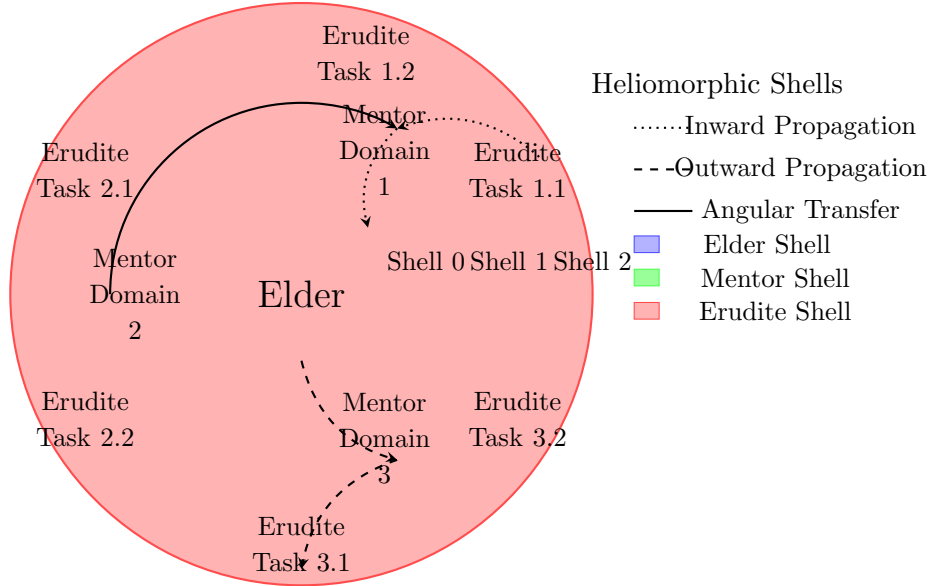 Erudite
Task 1.2
Mentor
Domain
1
Erudite
Task 1.1
Erudite
Task 2.1
Mentor
Domain
2
Elder
Shell 0 Shell 1 Shell 2
Erudite
Task 2.2
Mentor
Domain
3
Erudite
Task 3.2
Erudite
Task 3.1
Heliomorphic Shells
Inward Propagation
Outward Propagation
Angular Transfer
Elder Shell
Mentor Shell
Erudite Shell